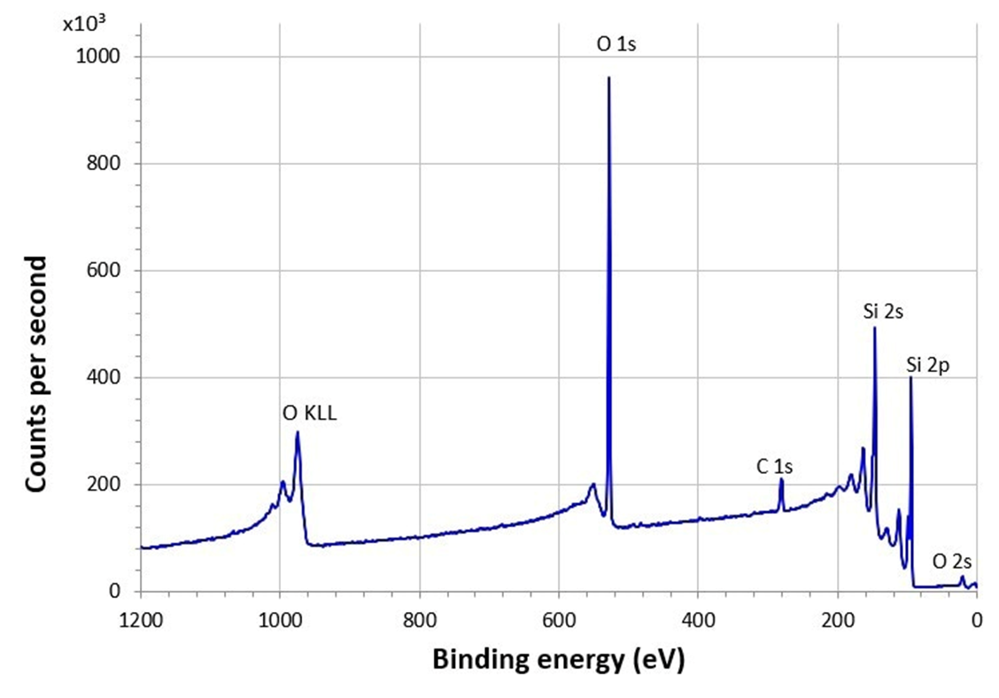 x10³
1000
800
600
400
200
0
Counts per second
O 1s
Si 2s
Si 2p
O KLL
C 1s
O 2s
1200 1000 800 600 400 200 0
Binding energy (eV)